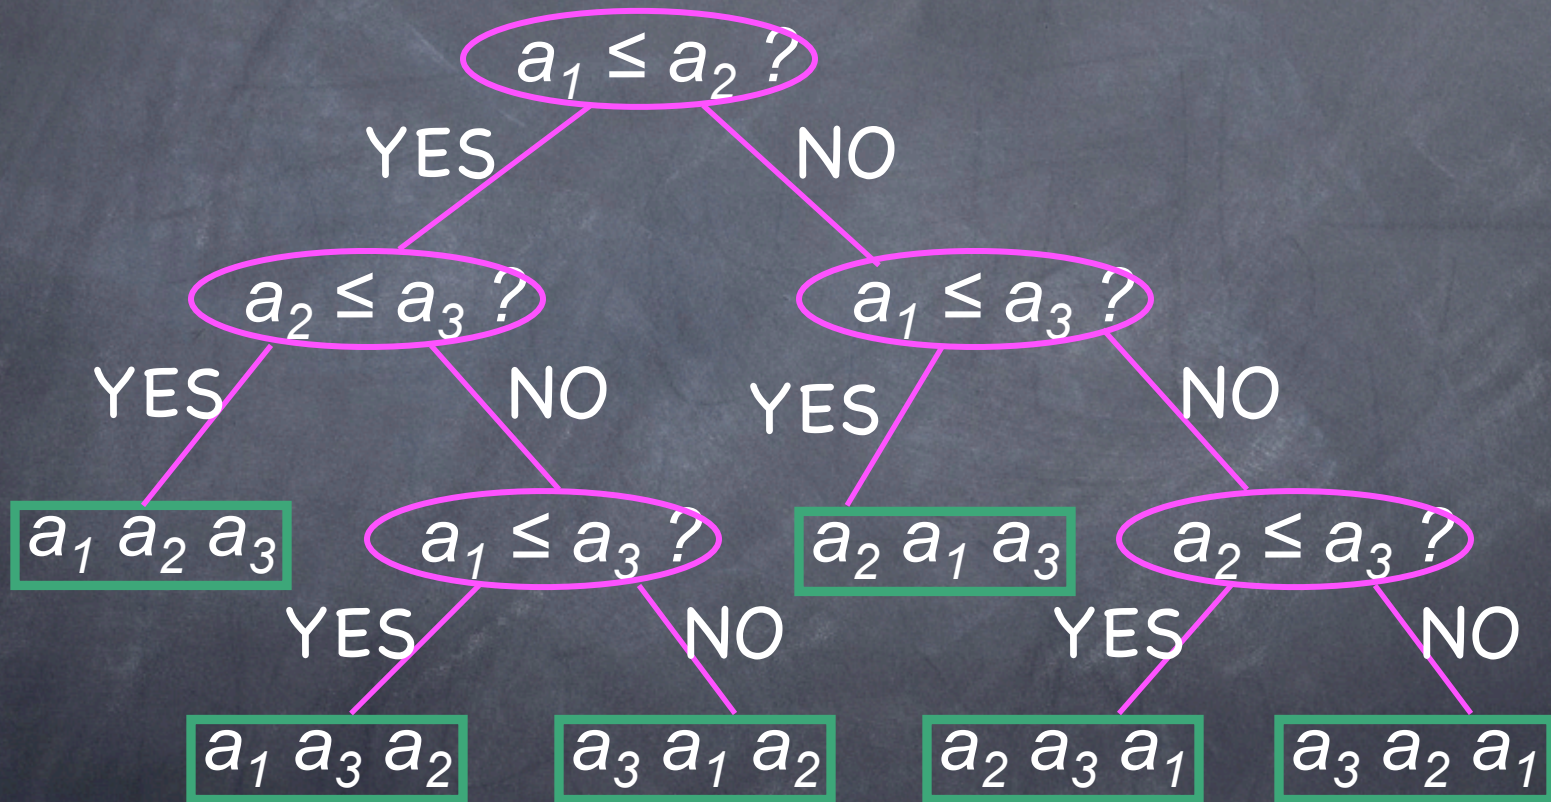 a₁ ≤ a₂ ?
YES NO
a₂ ≤ a₃ ? a₁ ≤ a₃ ?
YES NO YES NO
a₁ a₂ a₃ a₁ ≤ a₃ ? a₂ a₁ a₃ a₂ ≤ a₃ ?
YES NO YES NO
a₁ a₃ a₂ a₃ a₁ a₂ a₂ a₃ a₁ a₃ a₂ a₁